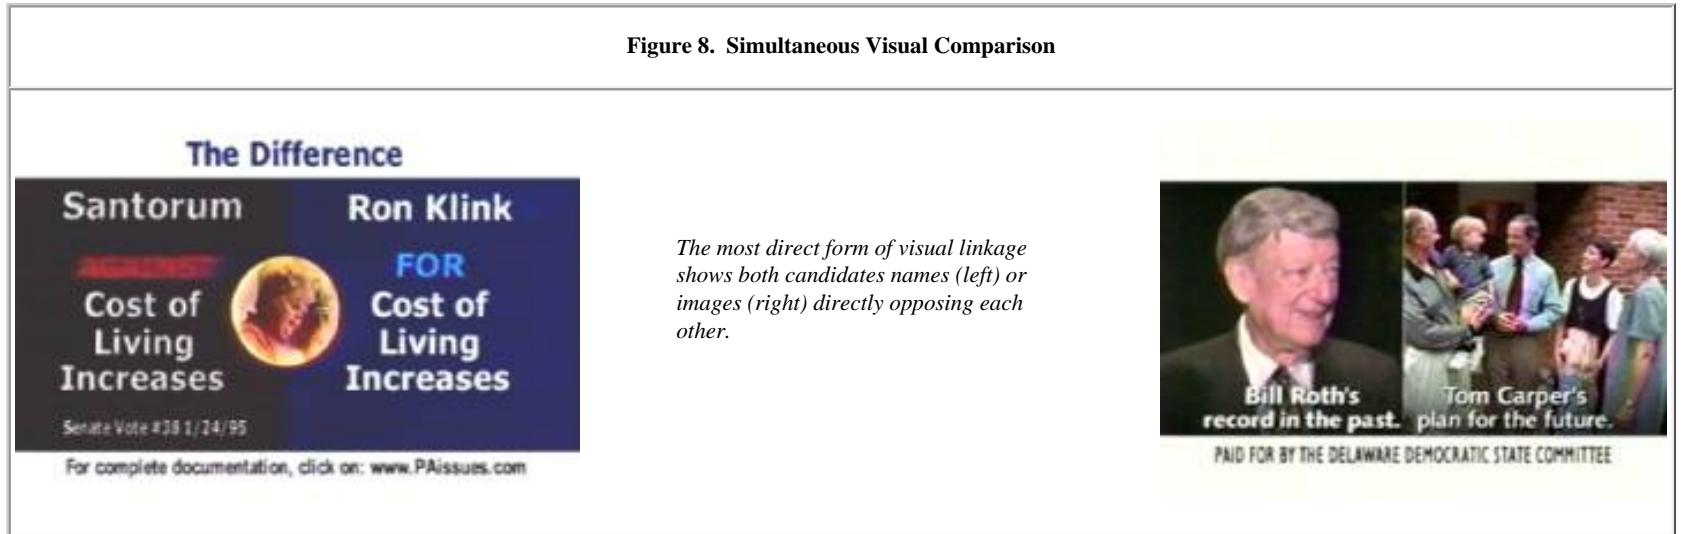 Figure 8.  Simultaneous Visual Comparison
The Difference
Santorum
AGAINST
Cost of
Living
Increases
Senate Vote #38 1/24/95
Ron Klink
FOR
Cost of
Living
Increases
For complete documentation, click on: www.PAissues.com
The most direct form of visual linkage
shows both candidates names (left) or
images (right) directly opposing each
other.
Bill Roth's
record in the past.
Tom Carper's
plan for the future.
PAID FOR BY THE DELAWARE DEMOCRATIC STATE COMMITTEE